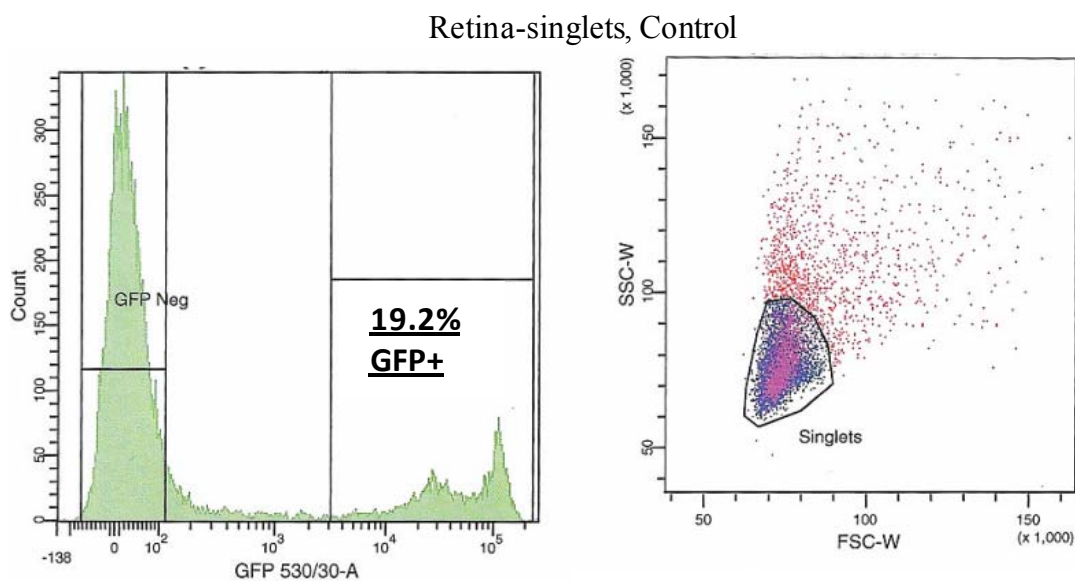 Retina-singlets, Control
300
250
200
150
100
50
0
Count
GFP Neg
19.2%
GFP+
-138
0
10²
10³
10⁴
10⁵
GFP 530/30-A
(x 1,000)
150
100
50
SSC-W
Singlets
50
100
150
FSC-W
(x 1,000)